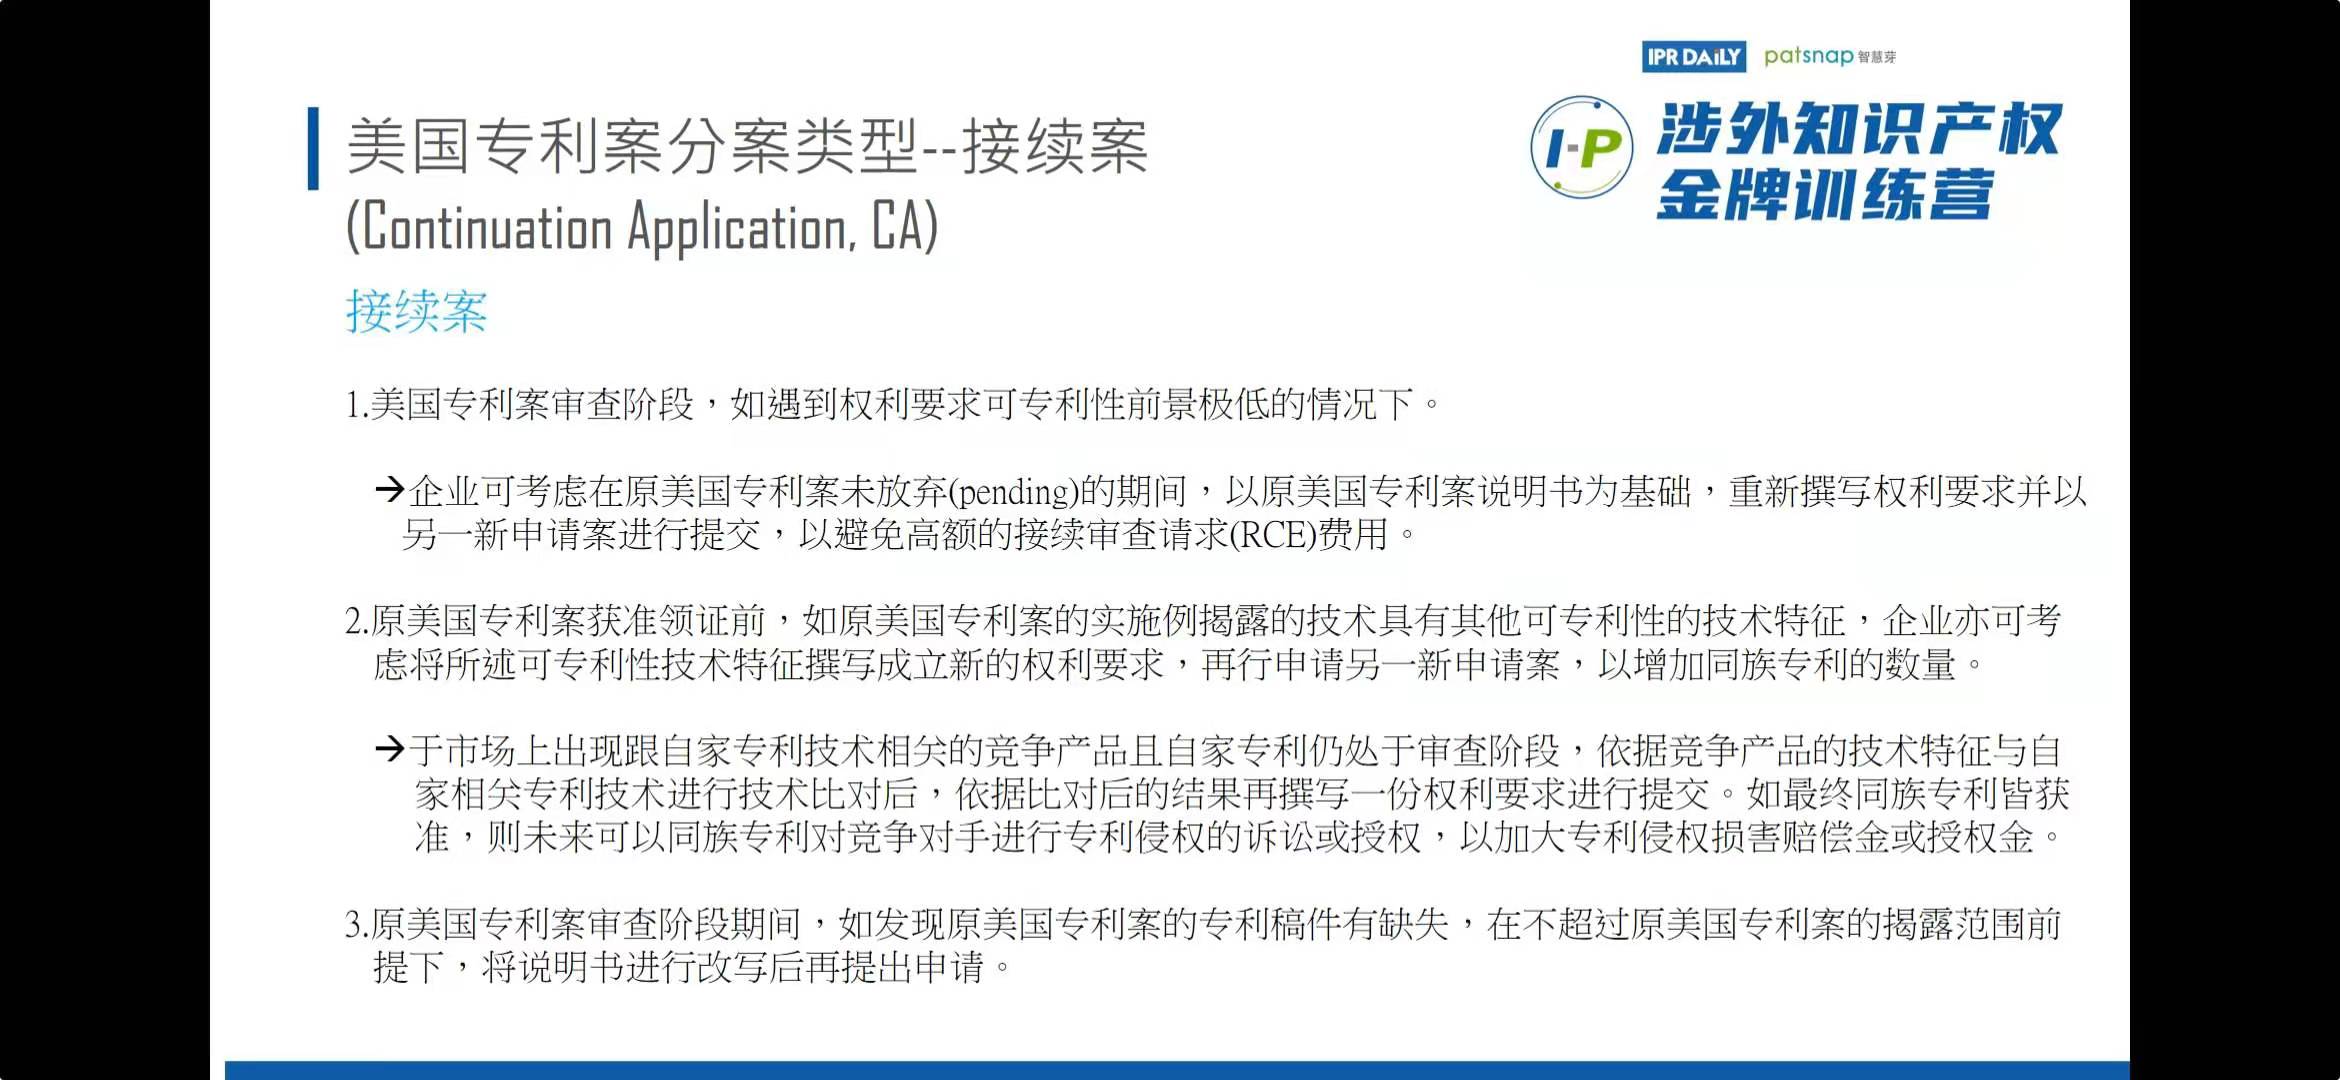 IPR DAILY patsnap 智慧芽
I-P 涉外知识产权
金牌训练营
美国专利案分案类型--接续案
(Continuation Application, CA)
接续案
1.美国专利案审查阶段，如遇到权利要求可专利性前景极低的情况下。
→企业可考虑在原美国专利案未放弃(pending)的期间，以原美国专利案说明书为基础，重新撰写权利要求并以
另一新申请案进行提交，以避免高额的接续审查请求(RCE)费用。
2.原美国专利案获准领证前，如原美国专利案的实施例揭露的技术具有其他可专利性的技术特征，企业亦可考
虑将所述可专利性技术特征撰写成立新的权利要求，再行申请另一新申请案，以增加同族专利的数量。
→于市场上出现跟自家专利技术相关的竞争产品且自家专利仍处于审查阶段，依据竞争产品的技术特征与自
家相关专利技术进行技术比对后，依据比对后的结果再撰写一份权利要求进行提交。如最终同族专利皆获
准，则未来可以同族专利对竞争对手进行专利侵权的诉讼或授权，以加大专利侵权损害赔偿金或授权金。
3.原美国专利案审查阶段期间，如发现原美国专利案的专利稿件有缺失，在不超过原美国专利案的揭露范围前
提下，将说明书进行改写后再提出申请。